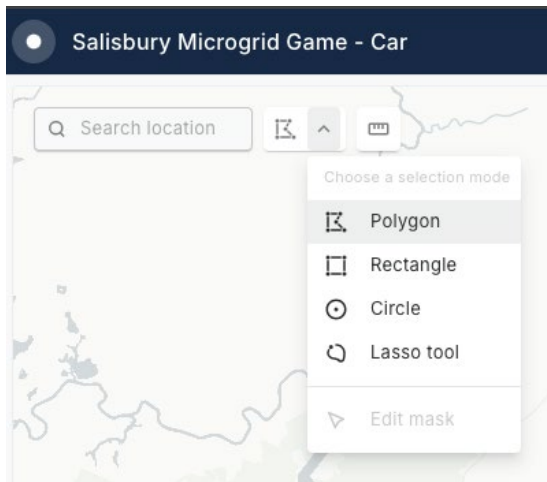 Salisbury Microgrid Game - Car
Search location
Choose a selection mode
Polygon
Rectangle
Circle
Lasso tool
Edit mask